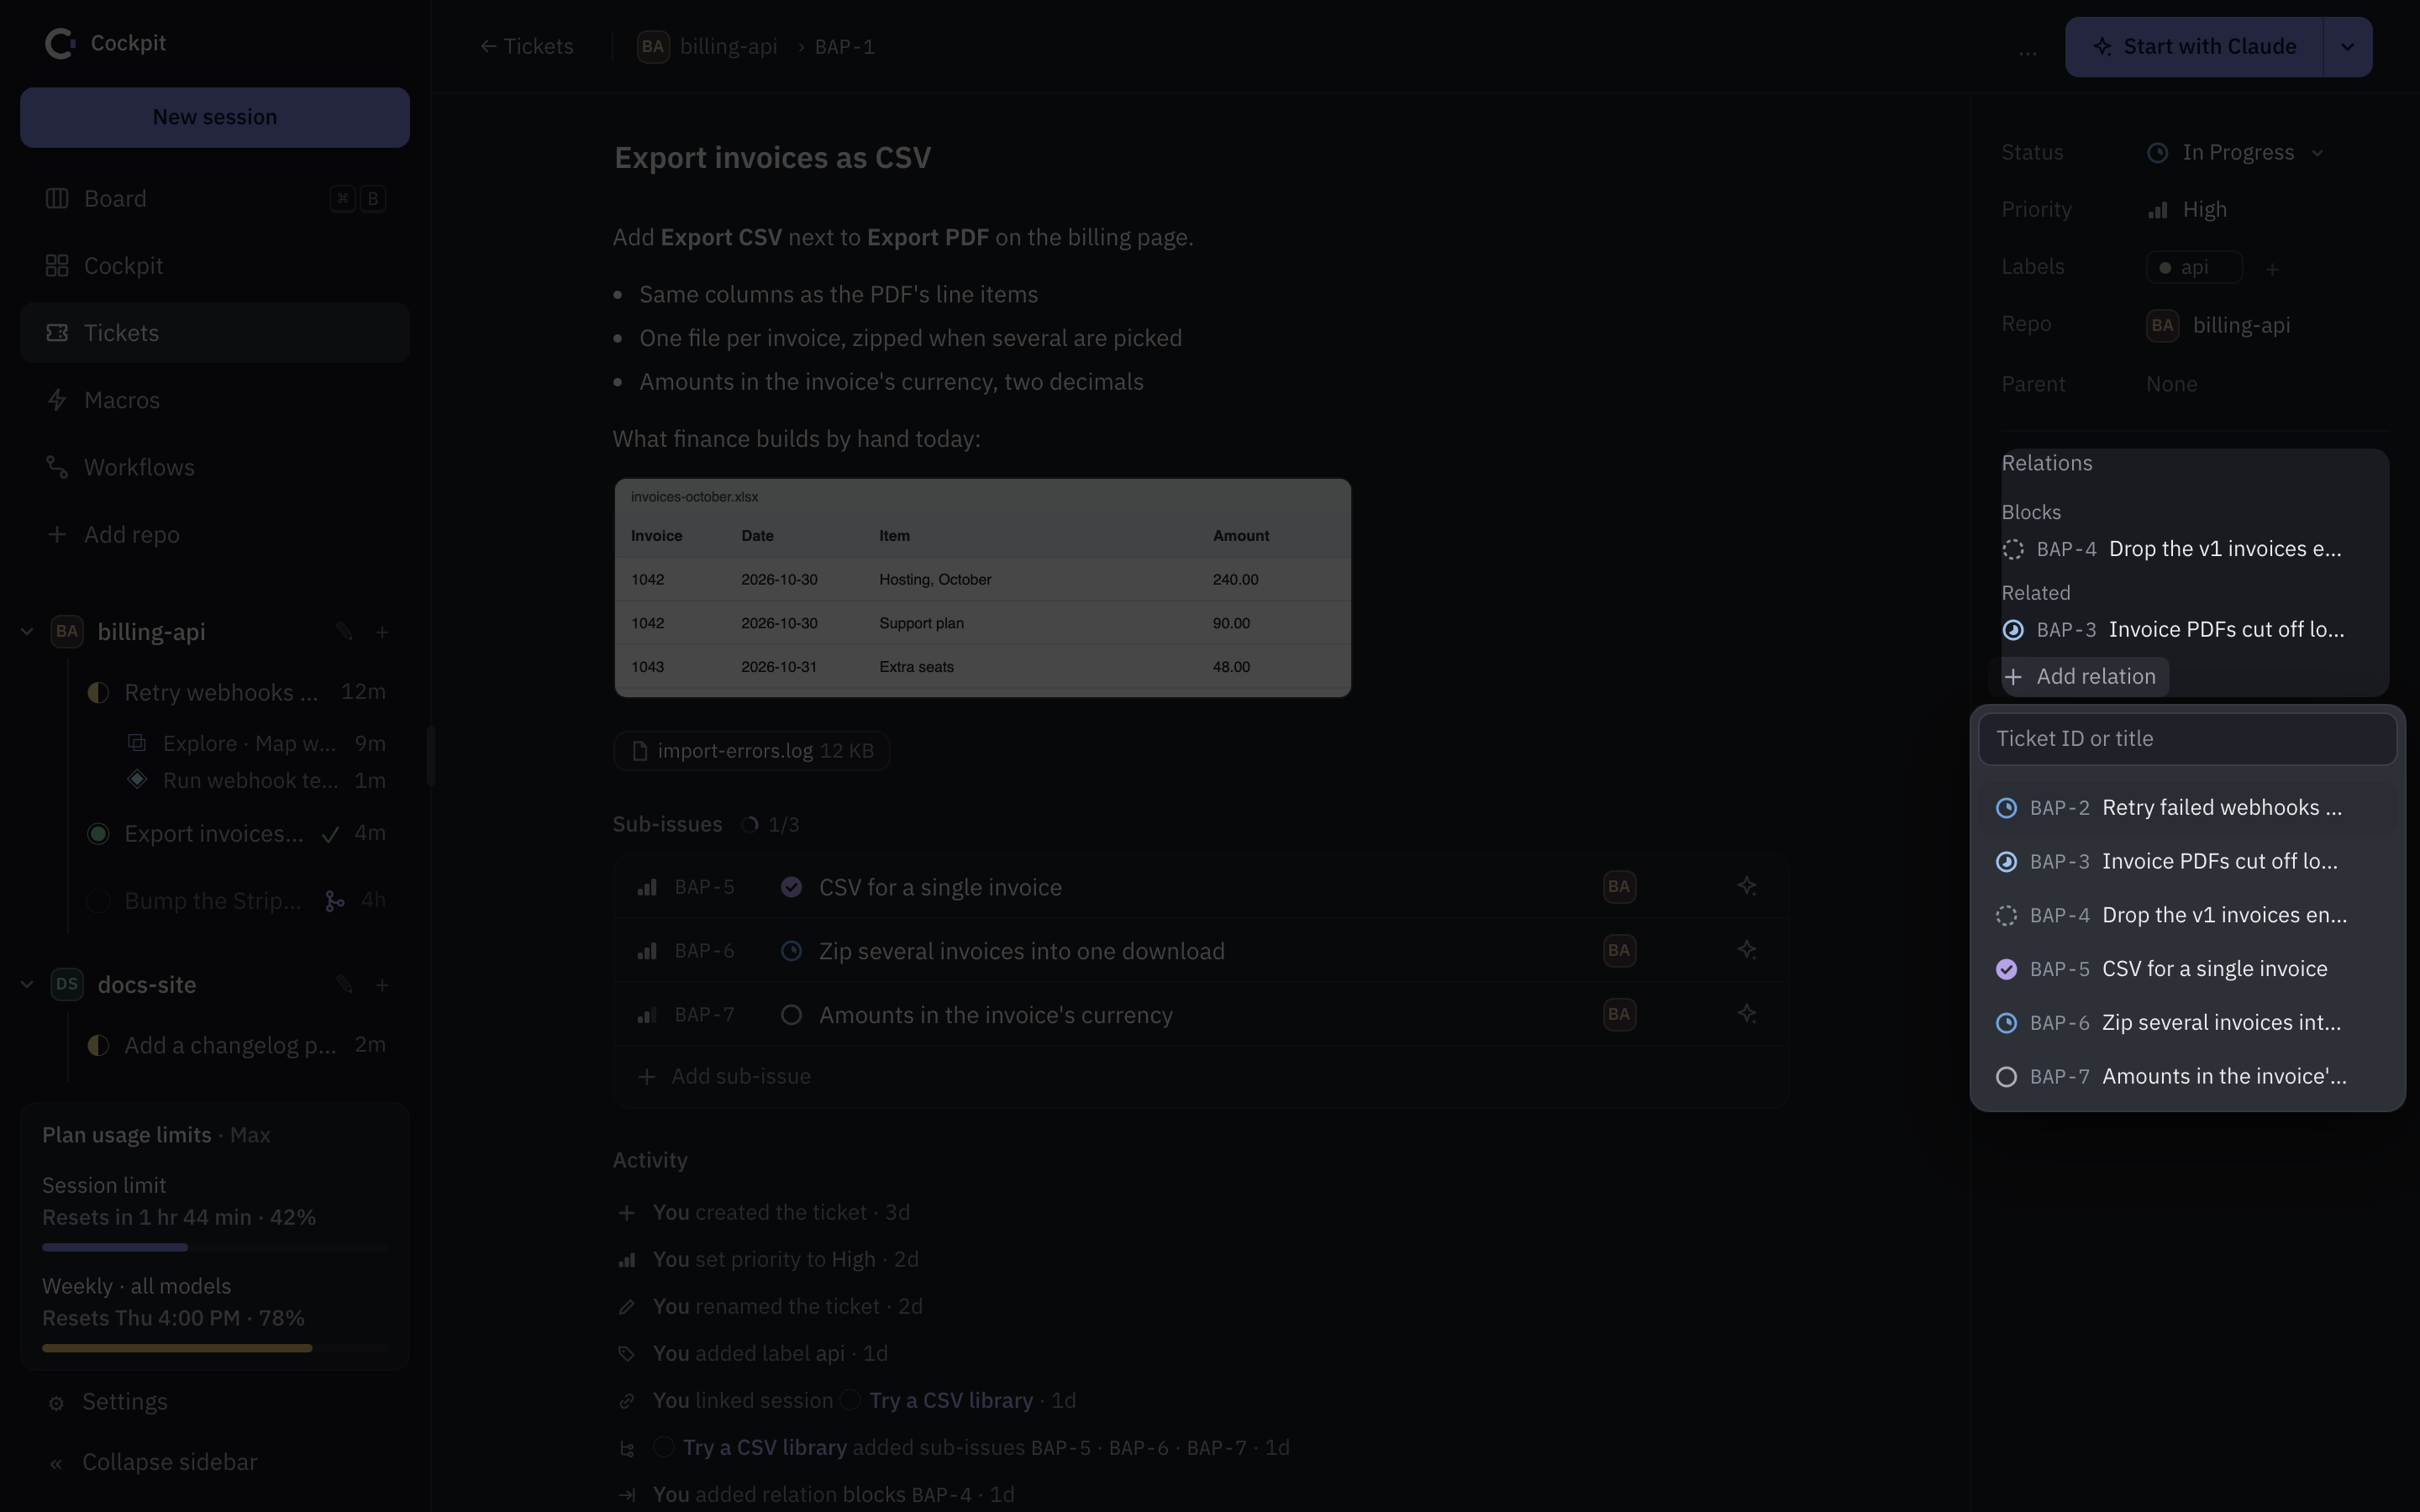 Cockpit
New session
Board ⌘ B
Cockpit
Tickets
Macros
Workflows
Add repo
BA billing-api
Retry webhooks ... 12m
Explore · Map w... 9m
Run webhook te... 1m
Export invoices... 4m
Bump the Strip... 4h
DS docs-site
Add a changelog p... 2m
Plan usage limits · Max
Session limit
Resets in 1 hr 44 min · 42%
Weekly · all models
Resets Thu 4:00 PM · 78%
Settings
Collapse sidebar
← Tickets BA billing-api › BAP-1
... Start with Claude
Export invoices as CSV
Add Export CSV next to Export PDF on the billing page.
• Same columns as the PDF's line items
• One file per invoice, zipped when several are picked
• Amounts in the invoice's currency, two decimals
What finance builds by hand today:
invoices-october.xlsx
Invoice Date Item Amount
1042 2026-10-30 Hosting, October 240.00
1042 2026-10-30 Support plan 90.00
1043 2026-10-31 Extra seats 48.00
import-errors.log 12 KB
Sub-issues 1/3
BAP-5 CSV for a single invoice BA
BAP-6 Zip several invoices into one download BA
BAP-7 Amounts in the invoice's currency BA
+ Add sub-issue
Activity
You created the ticket · 3d
You set priority to High · 2d
You renamed the ticket · 2d
You added label api · 1d
You linked session Try a CSV library · 1d
Try a CSV library added sub-issues BAP-5 · BAP-6 · BAP-7 · 1d
You added relation blocks BAP-4 · 1d
Status In Progress
Priority High
Labels api +
Repo BA billing-api
Parent None
Relations
Blocks
BAP-4 Drop the v1 invoices e...
Related
BAP-3 Invoice PDFs cut off lo...
+ Add relation
Ticket ID or title
BAP-2 Retry failed webhooks ...
BAP-3 Invoice PDFs cut off lo...
BAP-4 Drop the v1 invoices en...
BAP-5 CSV for a single invoice
BAP-6 Zip several invoices int...
BAP-7 Amounts in the invoice'...